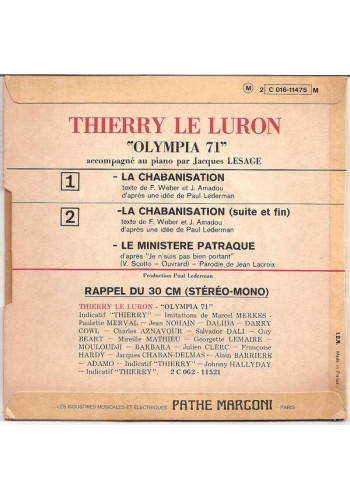 M 2 C 016-11475 M
THIERRY LE LURON
"OLYMPIA 71"
accompagné au piano par Jacques LESAGE
1 - LA CHABANISATION
texte de F. Weber et J. Amadou
d'après une idée de Paul Lederman
2 -LA CHABANISATION (suite et fin)
texte de F. Weber et J. Amadou
d'après une idée de Paul Lederman
- LE MINISTERE PATRAQUE
d'après "Je n'suis pas bien portant"
(V. Scotto - Ouvrard) - Parodie de Jean Lacroix
Production Paul Lederman
RAPPEL DU 30 CM (STÉRÉO-MONO)
THIERRY LE LURON - "OLYMPIA 71"
Indicatif "THIERRY" - Imitations de Marcel MERKES -
Paulette MERVAL - Jean NOHAIN - DALIDA - DARRY
COWL - Charles AZNAVOUR - Salvador DALI - Guy
BEART - Mireille MATHIEU - Georgette LEMAIRE -
MOULOUDJI - BARBARA - Julien CLERC - Françoise
HARDY - Jacques CHABAN-DELMAS - Alain BARRIERE
- ADAMO - Indicatif "THIERRY" - Johnny HALLYDAY
- Indicatif "THIERRY". 2 C 062 - 11521
Made in France
LES INDUSTRIES MUSICALES ET ELECTRIQUES PATHE MARCONI - PARIS